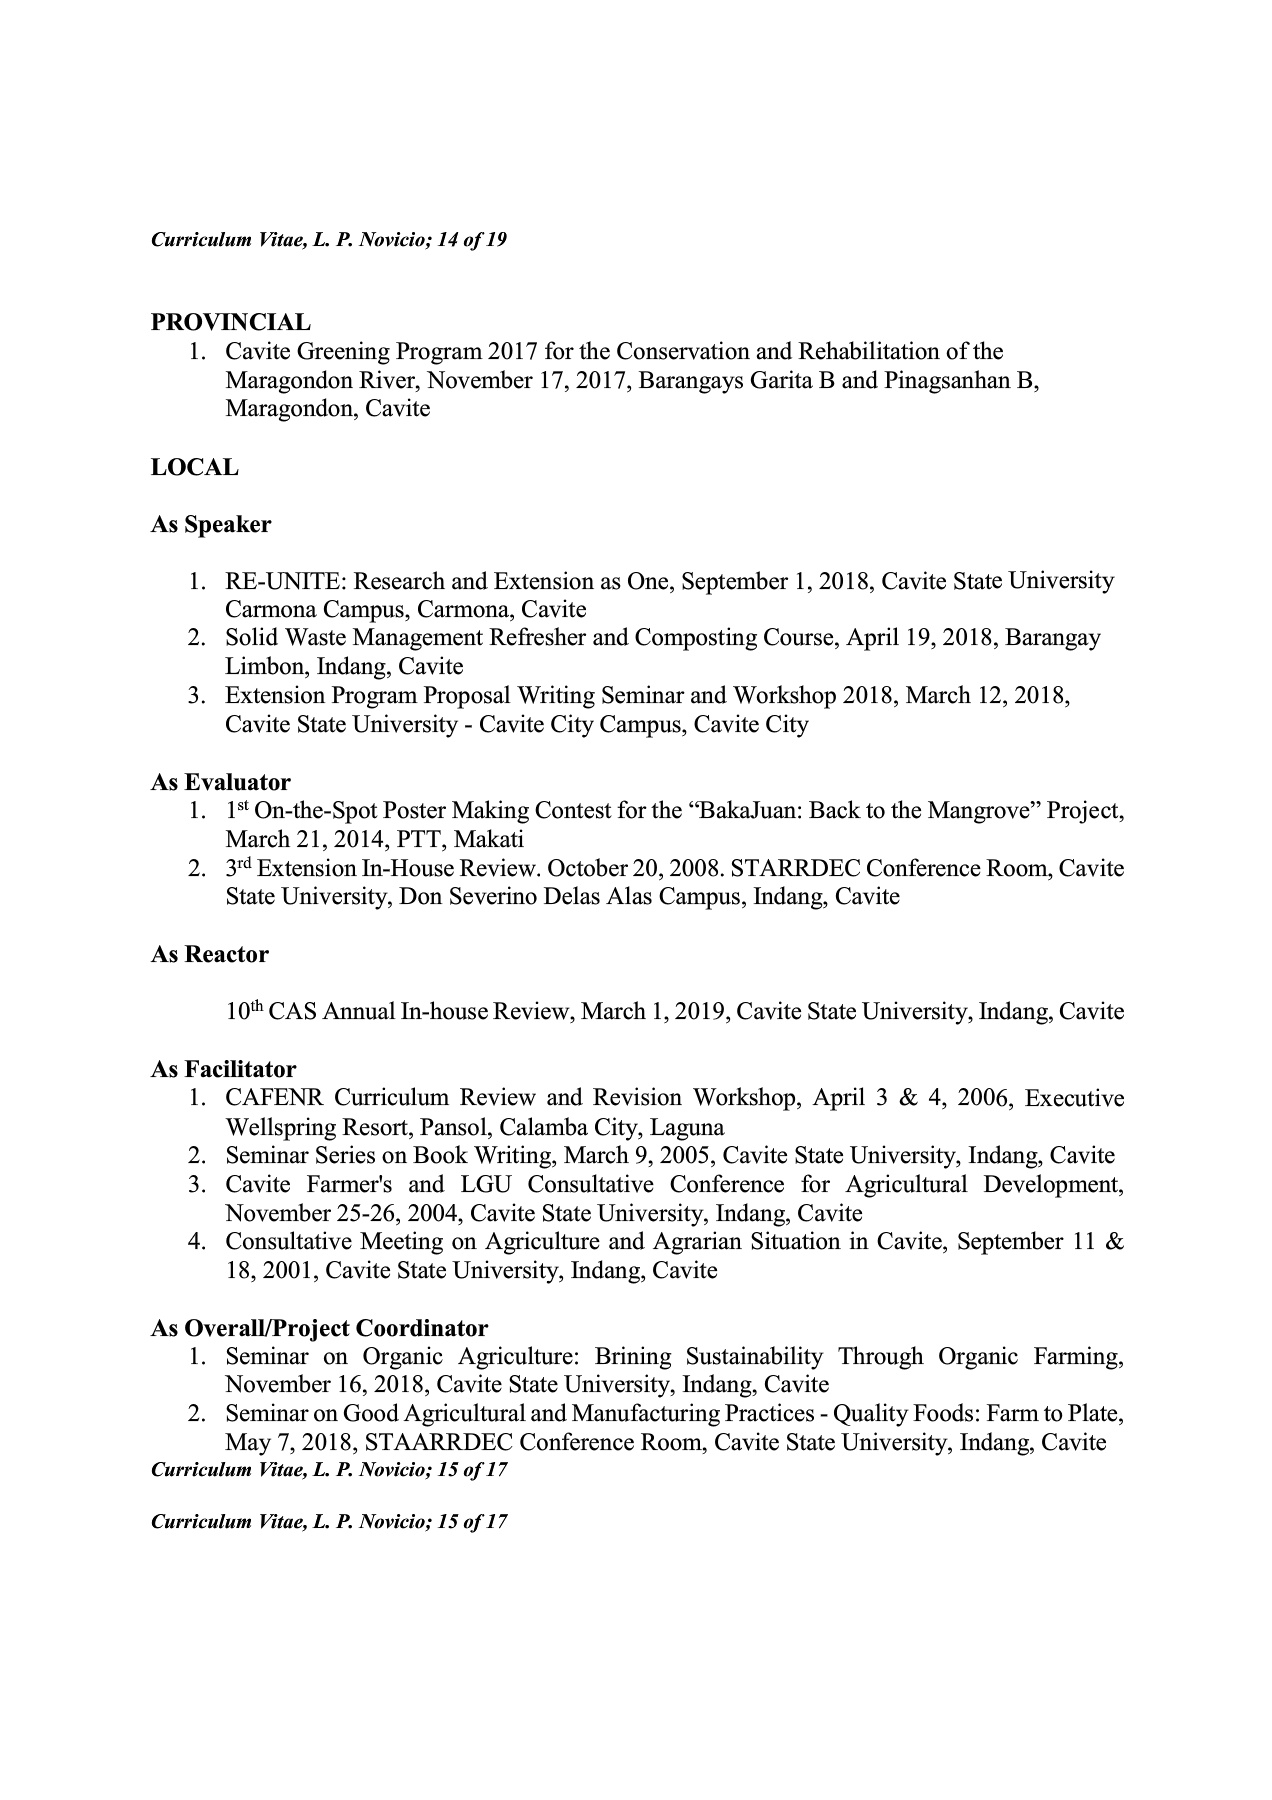 Curriculum Vitae, L. P. Novicio; 14 of 19
PROVINCIAL
1. Cavite Greening Program 2017 for the Conservation and Rehabilitation of the
Maragondon River, November 17, 2017, Barangays Garita B and Pinagsanhan B,
Maragondon, Cavite
LOCAL
As Speaker
1. RE-UNITE: Research and Extension as One, September 1, 2018, Cavite State University
Carmona Campus, Carmona, Cavite
2. Solid Waste Management Refresher and Composting Course, April 19, 2018, Barangay
Limbon, Indang, Cavite
3. Extension Program Proposal Writing Seminar and Workshop 2018, March 12, 2018,
Cavite State University - Cavite City Campus, Cavite City
As Evaluator
1. 1st On-the-Spot Poster Making Contest for the “BakaJuan: Back to the Mangrove” Project,
March 21, 2014, PTT, Makati
2. 3rd Extension In-House Review. October 20, 2008. STARRDEC Conference Room, Cavite
State University, Don Severino Delas Alas Campus, Indang, Cavite
As Reactor
10th CAS Annual In-house Review, March 1, 2019, Cavite State University, Indang, Cavite
As Facilitator
1. CAFENR Curriculum Review and Revision Workshop, April 3 & 4, 2006, Executive
Wellspring Resort, Pansol, Calamba City, Laguna
2. Seminar Series on Book Writing, March 9, 2005, Cavite State University, Indang, Cavite
3. Cavite Farmer's and LGU Consultative Conference for Agricultural Development,
November 25-26, 2004, Cavite State University, Indang, Cavite
4. Consultative Meeting on Agriculture and Agrarian Situation in Cavite, September 11 &
18, 2001, Cavite State University, Indang, Cavite
As Overall/Project Coordinator
1. Seminar on Organic Agriculture: Brining Sustainability Through Organic Farming,
November 16, 2018, Cavite State University, Indang, Cavite
2. Seminar on Good Agricultural and Manufacturing Practices - Quality Foods: Farm to Plate,
May 7, 2018, STAARRDEC Conference Room, Cavite State University, Indang, Cavite
Curriculum Vitae, L. P. Novicio; 15 of 17
Curriculum Vitae, L. P. Novicio; 15 of 17